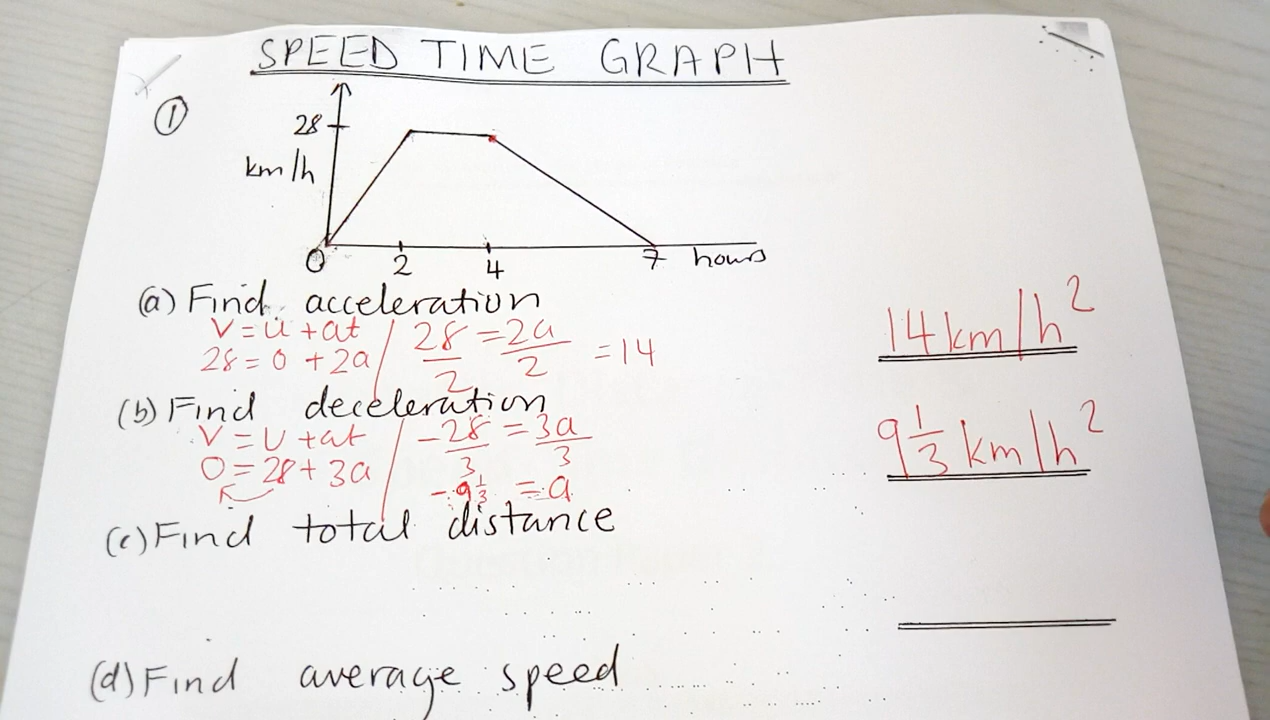 SPEED TIME GRAPH
①
28
km/h
0 2 4 7 hours
(a) Find acceleration
V = u + at / 28 = 2a
28 = 0 + 2a 2 2 = 14
14 km/h²
(b) Find deceleration
V = U + at / -28 = 3a
0 = 28 + 3a 3 3
-9⅓ = a
9⅓ km/h²
(c) Find total distance
(d) Find average speed